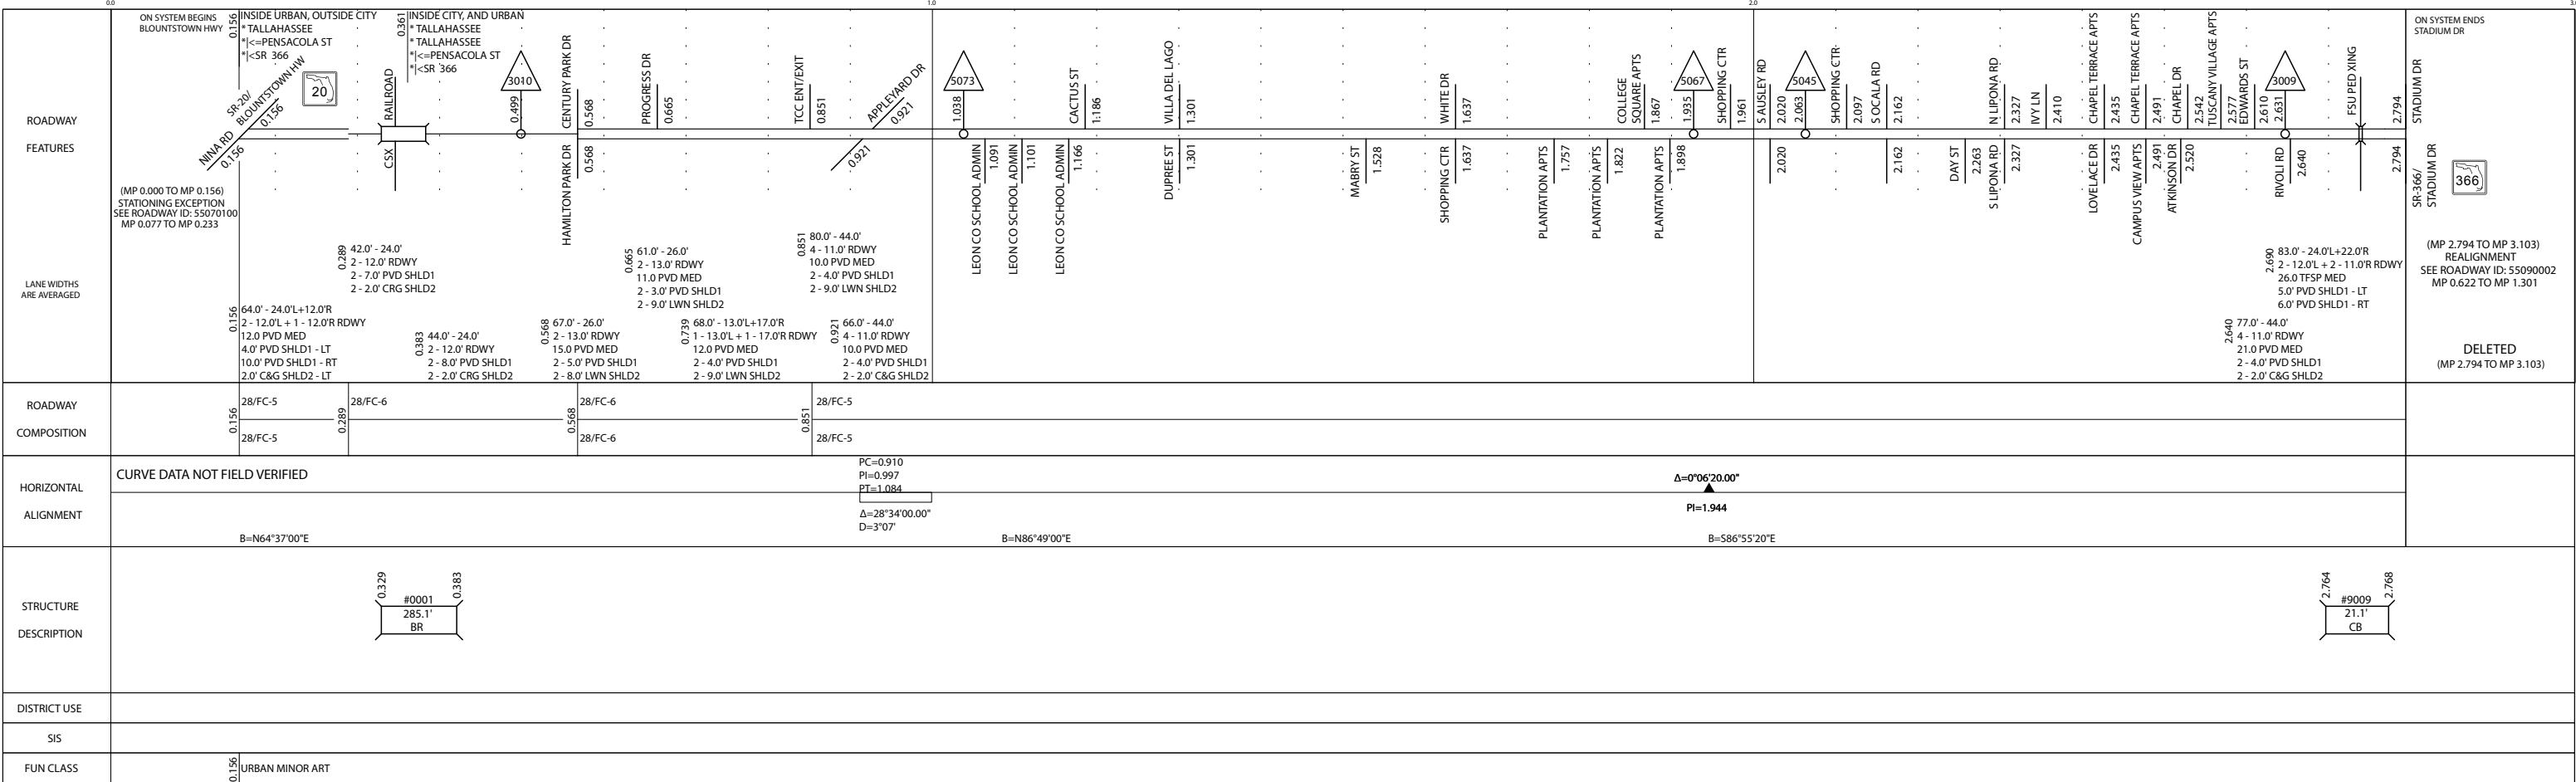 0.0
1.0
2.0
ROADWAY
FEATURES
LANE WIDTHS
ARE AVERAGED
ON SYSTEM BEGINS
BLOUNTSTOWN HWY
0.156
INSIDE URBAN, OUTSIDE CITY
* TALLAHASSEE
*|<=PENSACOLA ST
*|<SR 366
0.361
INSIDE CITY, AND URBAN
* TALLAHASSEE
* TALLAHASSEE
*|<=PENSACOLA ST
*|<SR 366
SR-20/
BLOUNTSTOWN HW
0.156
NINA RD
0.156
20
RAILROAD
CSX
3010
0.499
CENTURY PARK DR
0.568
HAMILTON PARK DR
0.568
PROGRESS DR
0.665
TCC ENT/EXIT
0.851
APPLEYARD DR
0.921
0.921
5073
1.038
LEON CO SCHOOL ADMIN
1.091
LEON CO SCHOOL ADMIN
1.101
LEON CO SCHOOL ADMIN
1.166
CACTUS ST
1.186
VILLA DEL LAGO
1.301
DUPREE ST
1.301
MABRY ST
1.528
WHITE DR
1.637
SHOPPING CTR
1.637
PLANTATION APTS
1.757
PLANTATION APTS
1.822
COLLEGE
SQUARE APTS
1.867
PLANTATION APTS
1.898
5067
1.935
SHOPPING CTR
1.961
S AUSLEY RD
2.020
2.020
5045
2.063
SHOPPING CTR
2.097
S OCALA RD
2.162
2.162
DAY ST
2.263
N LIPONA RD
2.327
S LIPONA RD
2.327
IVY LN
2.410
CHAPEL TERRACE APTS
2.435
LOVELACE DR
2.435
CHAPEL TERRACE APTS
2.491
CAMPUS VIEW APTS
2.491
ATKINSON DR
2.520
CHAPEL DR
2.542
TUSCANY VILLAGE APTS
2.577
EDWARDS ST
2.610
3009
2.631
RIVOLI RD
2.640
FSU PED XING
2.794
STADIUM DR
2.794
SR-366/
STADIUM DR
366
ON SYSTEM ENDS
STADIUM DR
(MP 0.000 TO MP 0.156)
STATIONING EXCEPTION
SEE ROADWAY ID: 55070100
MP 0.077 TO MP 0.233
0.156
64.0' - 24.0'L+12.0'R
2 - 12.0'L + 1 - 12.0'R RDWY
12.0 PVD MED
4.0' PVD SHLD1 - LT
10.0' PVD SHLD1 - RT
2.0' C&G SHLD2 - LT
0.289
42.0' - 24.0'
2 - 12.0' RDWY
2 - 7.0' PVD SHLD1
2 - 2.0' CRG SHLD2
0.383
44.0' - 24.0'
2 - 12.0' RDWY
2 - 8.0' PVD SHLD1
2 - 2.0' CRG SHLD2
0.568
67.0' - 26.0'
2 - 13.0' RDWY
15.0 PVD MED
2 - 5.0' PVD SHLD1
2 - 8.0' LWN SHLD2
0.665
61.0' - 26.0'
2 - 13.0' RDWY
11.0 PVD MED
2 - 3.0' PVD SHLD1
2 - 9.0' LWN SHLD2
0.739
68.0' - 13.0'L+17.0'R
1 - 13.0'L + 1 - 17.0'R RDWY
12.0 PVD MED
2 - 4.0' PVD SHLD1
2 - 9.0' LWN SHLD2
0.851
80.0' - 44.0'
4 - 11.0' RDWY
10.0 PVD MED
2 - 4.0' PVD SHLD1
2 - 9.0' LWN SHLD2
0.921
66.0' - 44.0'
4 - 11.0' RDWY
10.0 PVD MED
2 - 4.0' PVD SHLD1
2 - 2.0' C&G SHLD2
2.640
77.0' - 44.0'
4 - 11.0' RDWY
21.0 PVD MED
2 - 4.0' PVD SHLD1
2 - 2.0' C&G SHLD2
2.690
83.0' - 24.0'L+22.0'R
2 - 12.0'L + 2 - 11.0'R RDWY
26.0 TFSP MED
5.0' PVD SHLD1 - LT
6.0' PVD SHLD1 - RT
(MP 2.794 TO MP 3.103)
REALIGNMENT
SEE ROADWAY ID: 55090002
MP 0.622 TO MP 1.301
DELETED
(MP 2.794 TO MP 3.103)
ROADWAY
COMPOSITION
0.156
28/FC-5
28/FC-5
0.289
28/FC-6
0.568
28/FC-6
28/FC-6
0.851
28/FC-5
28/FC-5
HORIZONTAL
ALIGNMENT
CURVE DATA NOT FIELD VERIFIED
PC=0.910
PI=0.997
PT=1.084
Δ=28°34'00.00"
D=3°07'
Δ=0°06'20.00"
PI=1.944
B=N64°37'00"E
B=N86°49'00"E
B=S86°55'20"E
STRUCTURE
DESCRIPTION
0.329
0.383
#0001
285.1'
BR
2.764
2.768
#9009
21.1'
CB
DISTRICT USE
SIS
FUN CLASS
0.156
URBAN MINOR ART